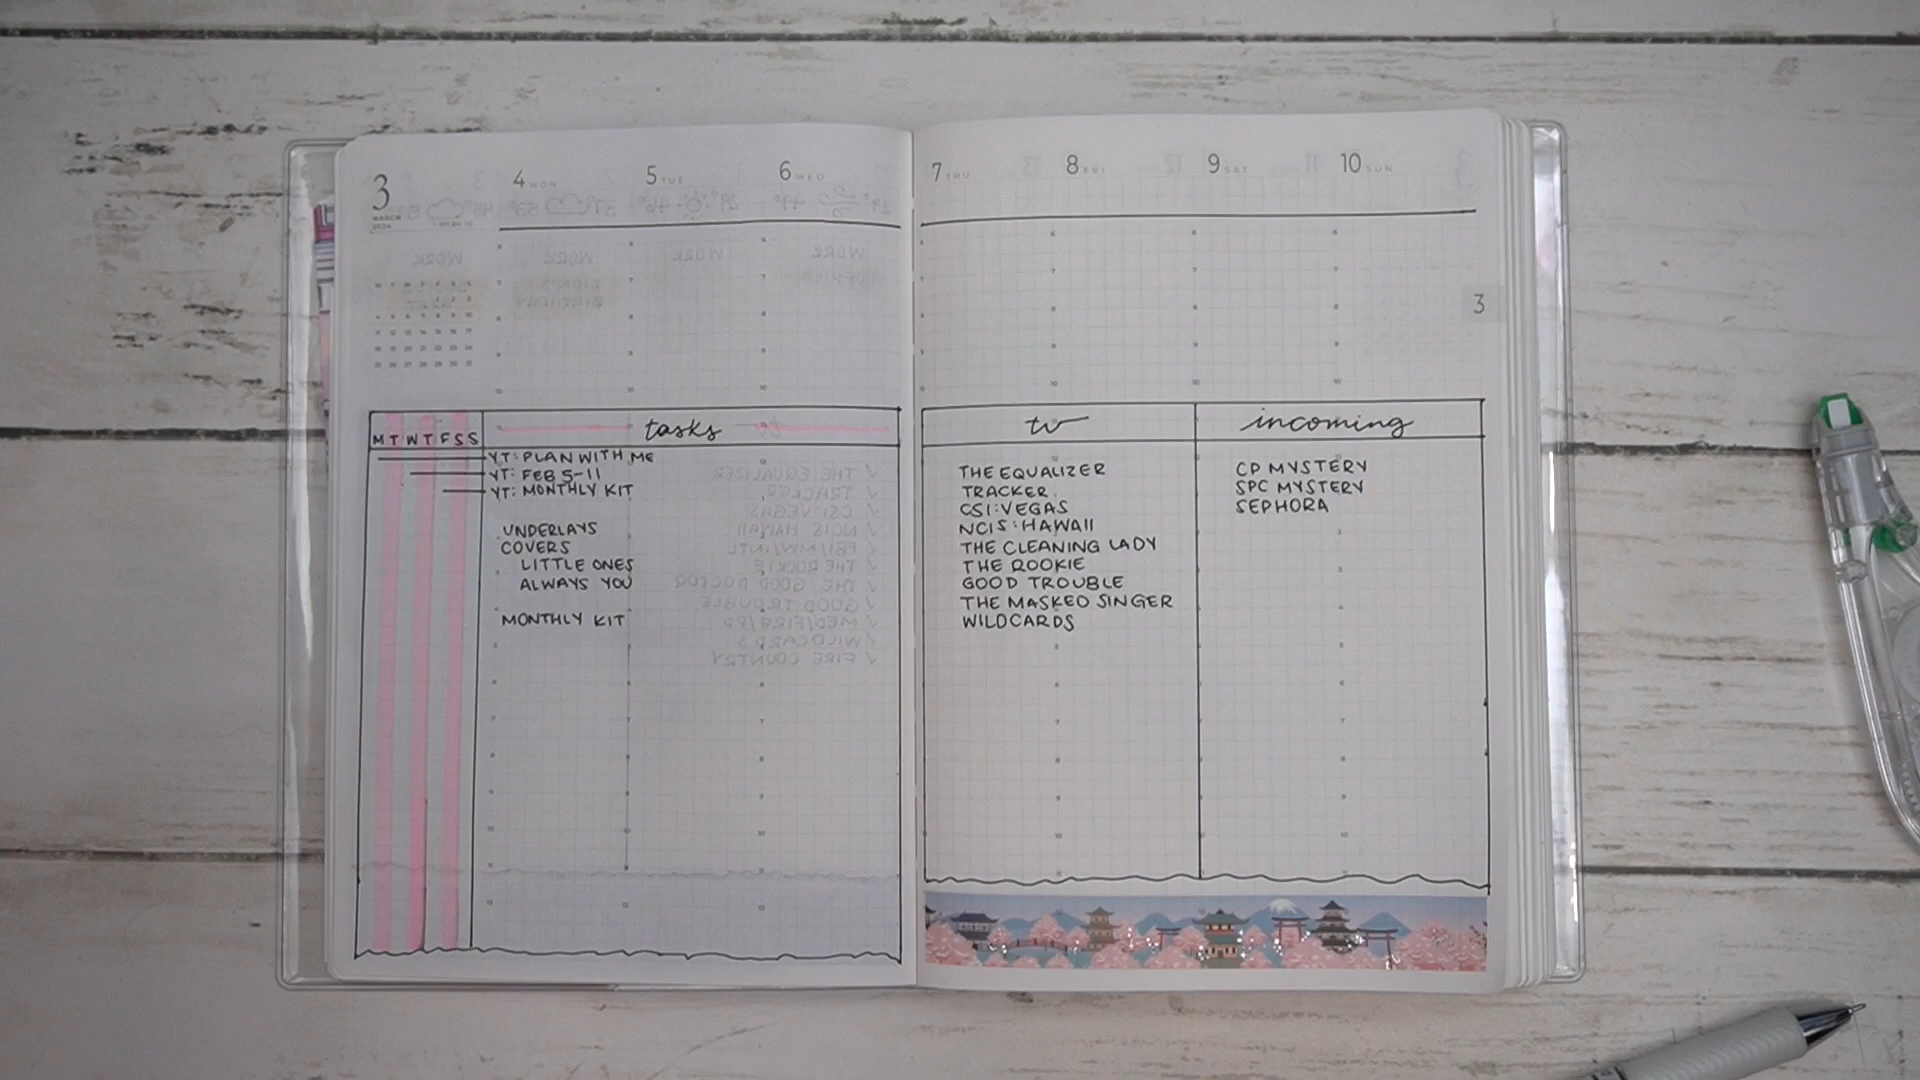 3
MARCH
2024
4 MON
5 TUE
6 WED
7 THU
8 FRI
9 SAT
10 SUN
3
M T W T F S S
tasks
YT: PLAN WITH ME
YT: FEB 5-11
YT: MONTHLY KIT
UNDERLAYS
COVERS
LITTLE ONES
ALWAYS YOU
MONTHLY KIT
tv
THE EQUALIZER
TRACKER
CSI:VEGAS
NCIS:HAWAII
THE CLEANING LADY
THE ROOKIE
GOOD TROUBLE
THE MASKED SINGER
WILDCARDS
incoming
CP MYSTERY
SPC MYSTERY
SEPHORA